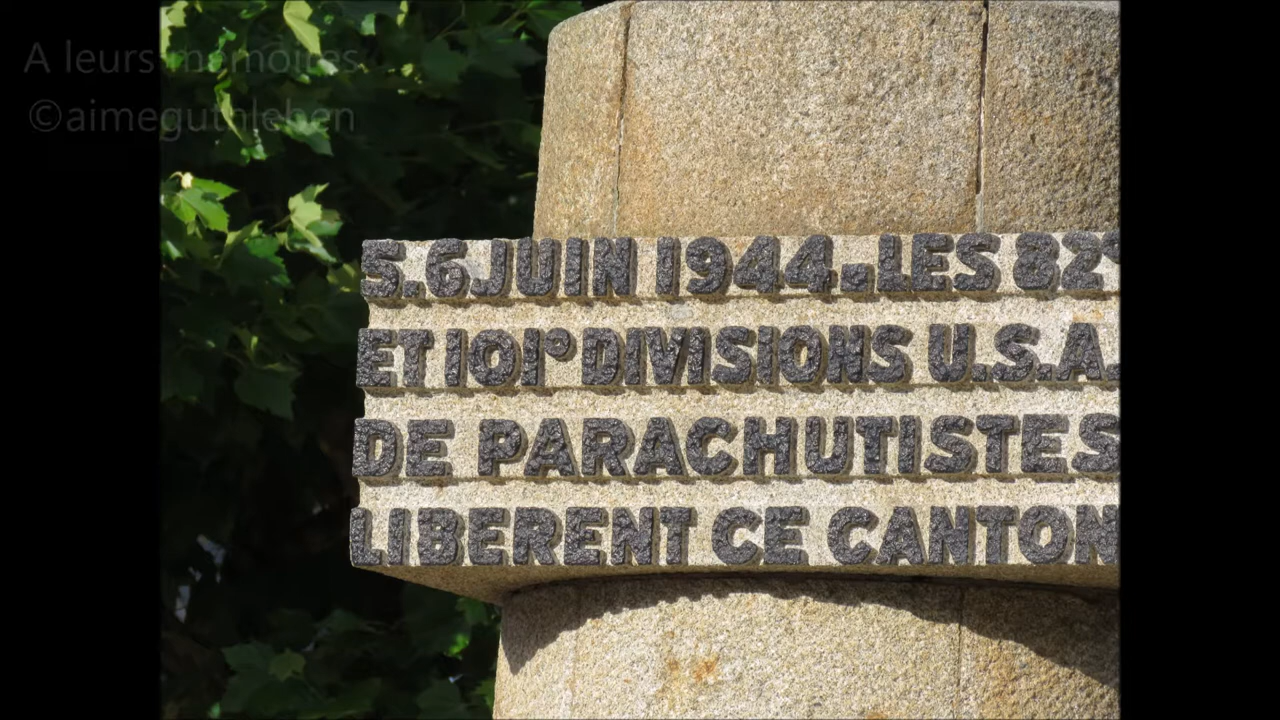 A leurs mémoires
©aimeguthleben
5.6 JUIN 1944.LES 82e
ET 101e DIVISIONS U.S.A.
DE PARACHUTISTES
LIBERENT CE CANTON